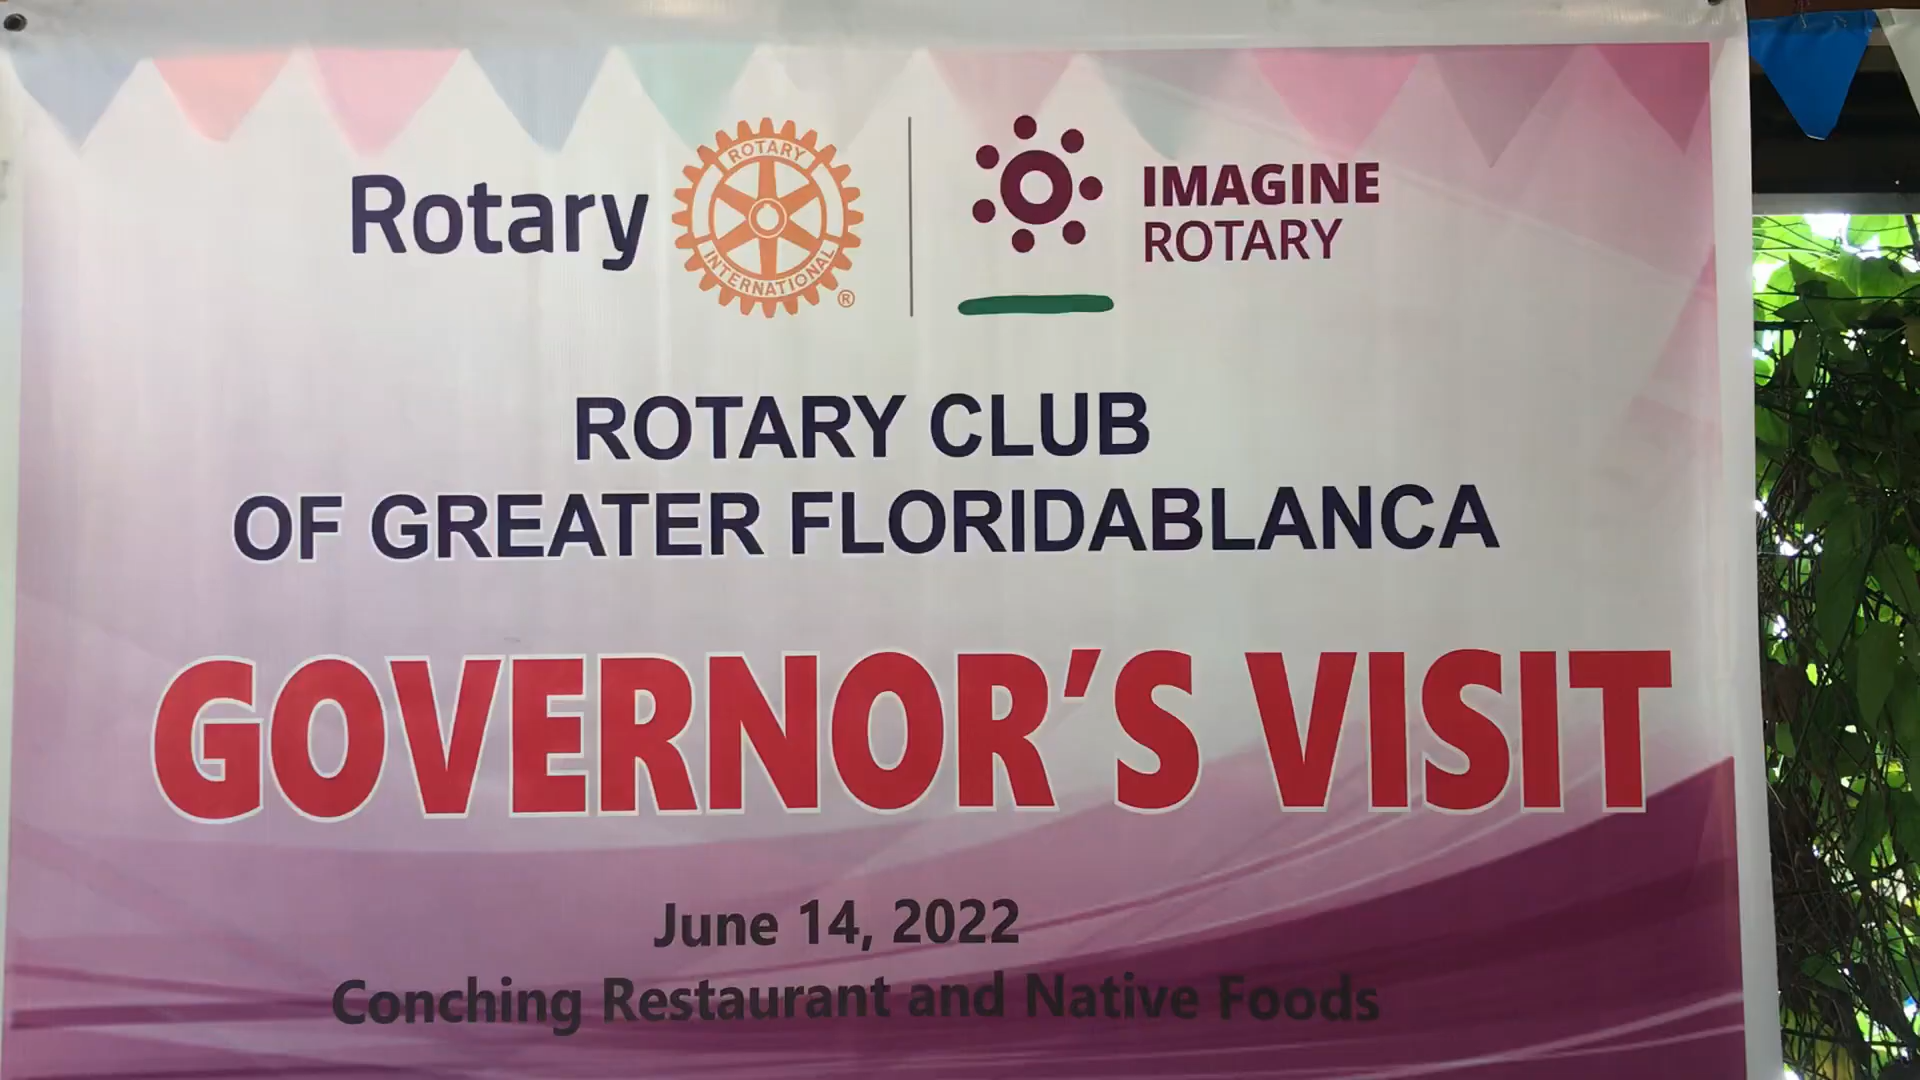 Rotary
ROTARY
INTERNATIONAL
®
IMAGINE
ROTARY
ROTARY CLUB
OF GREATER FLORIDABLANCA
GOVERNOR'S VISIT
June 14, 2022
Conching Restaurant and Native Foods